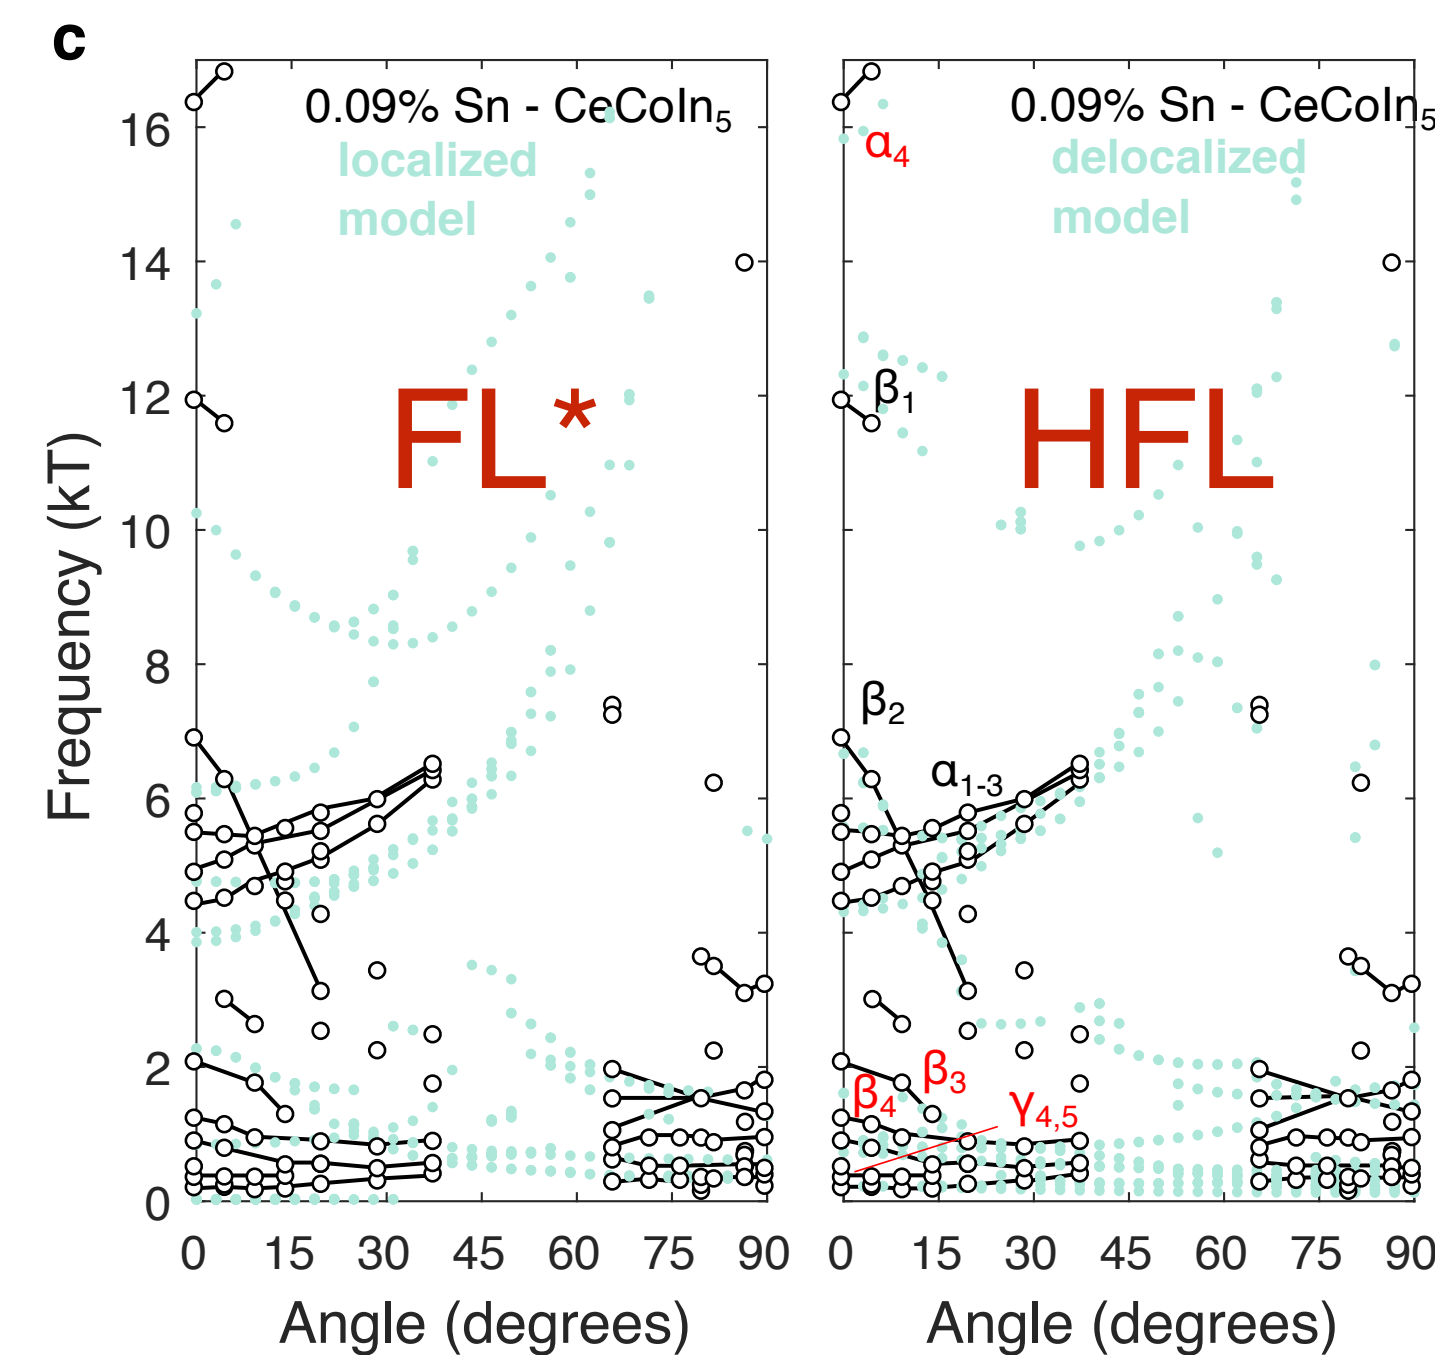 c
Frequency (kT)
16
14
12
10
8
6
4
2
0
0.09% Sn - CeCoIn₅
localized
model
FL*
0 15 30 45 60 75 90
Angle (degrees)
0.09% Sn - CeCoIn₅
α₄
delocalized
model
β₁
HFL
β₂
α₁₋₃
β₃
β₄
γ₄,₅
0 15 30 45 60 75 90
Angle (degrees)